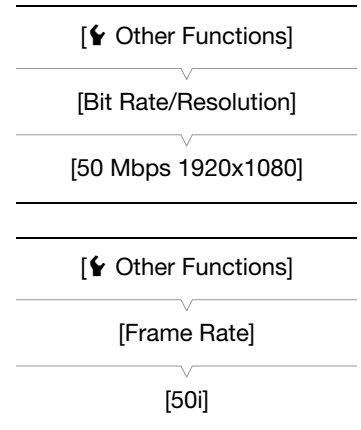 [ Other Functions]
[Bit Rate/Resolution]
[50 Mbps 1920x1080]
[ Other Functions]
[Frame Rate]
[50i]